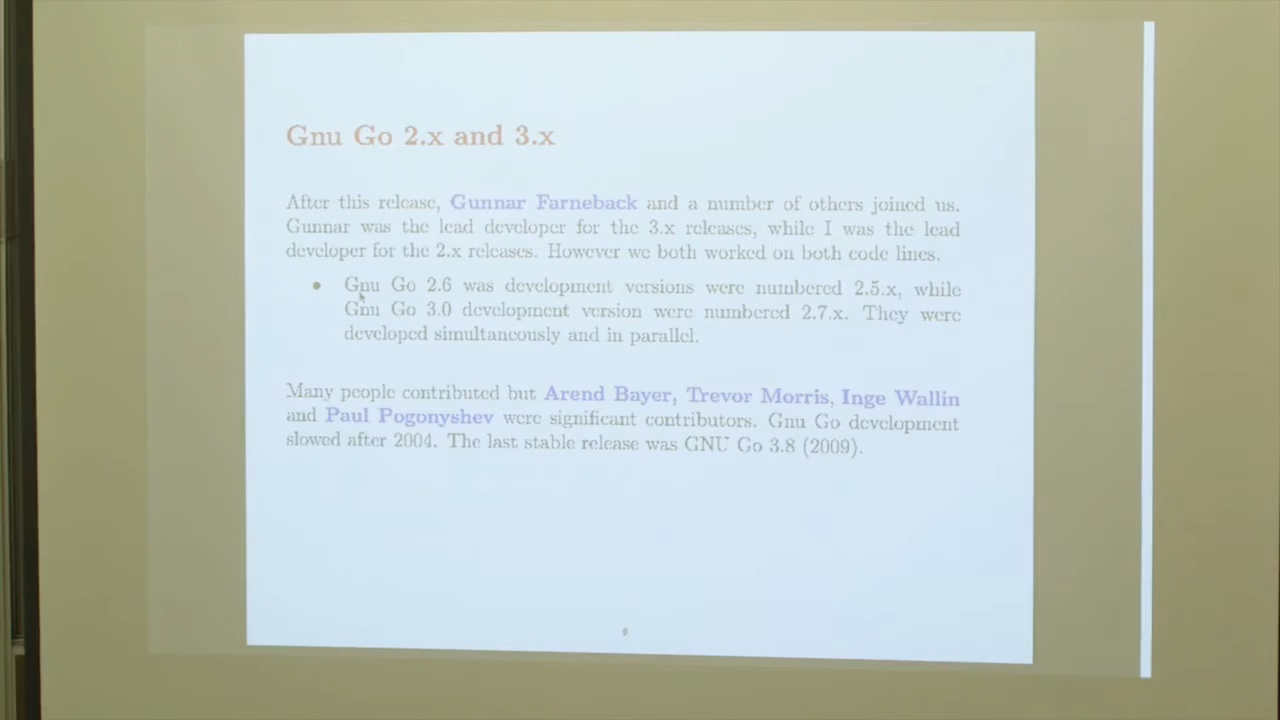 Gnu Go 2.x and 3.x
After this release, Gunnar Farneback and a number of others joined us.
Gunnar was the lead developer for the 3.x releases, while I was the lead
developer for the 2.x releases. However we both worked on both code lines.
• Gnu Go 2.6 was development versions were numbered 2.5.x, while
Gnu Go 3.0 development version were numbered 2.7.x. They were
developed simultaneously and in parallel.
Many people contributed but Arend Bayer, Trevor Morris, Inge Wallin
and Paul Pogonyshev were significant contributors. Gnu Go development
slowed after 2004. The last stable release was GNU Go 3.8 (2009).